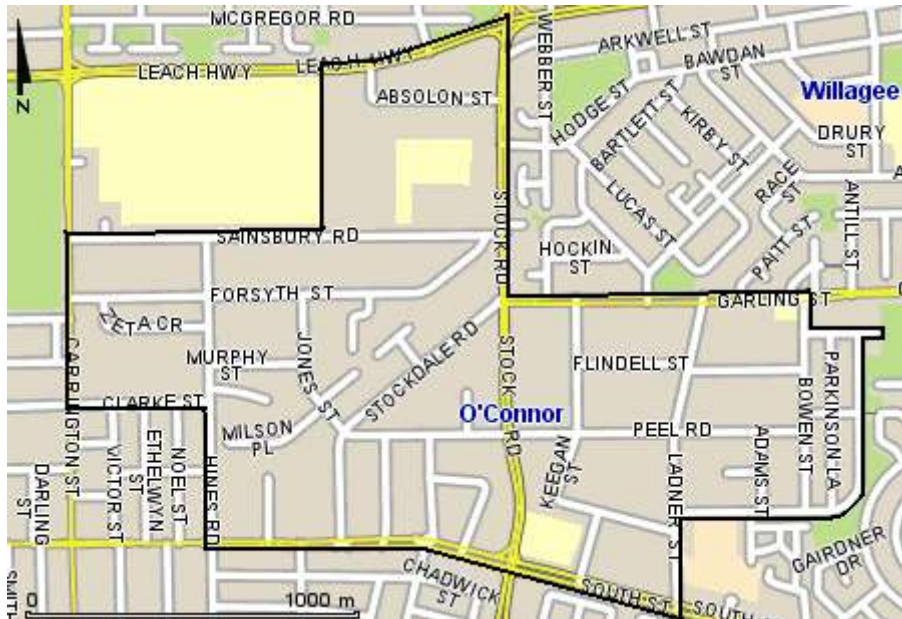 MCGREGOR RD
LEACH HWY
LEACH HWY
ABSOLON ST
WEBBER ST
ARKWELL ST
BAWDAN
ST
Willagee
HODGE ST
BARTLETT ST
KIRBY ST
DRURY
ST
RACE
ST
A
ANTILL ST
LUCAS ST
PAITT ST
HOCKIN
ST
STOCK RD
SAINSBURY RD
N
FORSYTH ST
GARLING ST
ZETA CR
JONES ST
MURPHY
ST
STOCKDALE RD
STOCK RD
FLINDELL ST
PARKINSON LA
BOWEN ST
CARRINGTON ST
CLARKE ST
O'Connor
MILSON
PL
PEEL RD
KEEGAN
ST
LADNER ST
ADAMS ST
DARLING
ST
VICTOR ST
ETHELWYN
ST
NOEL ST
HINES RD
GAIRDNER
DR
CHADWICK
ST
SOUTH ST
SOUTH
SMITH
0 1000 m